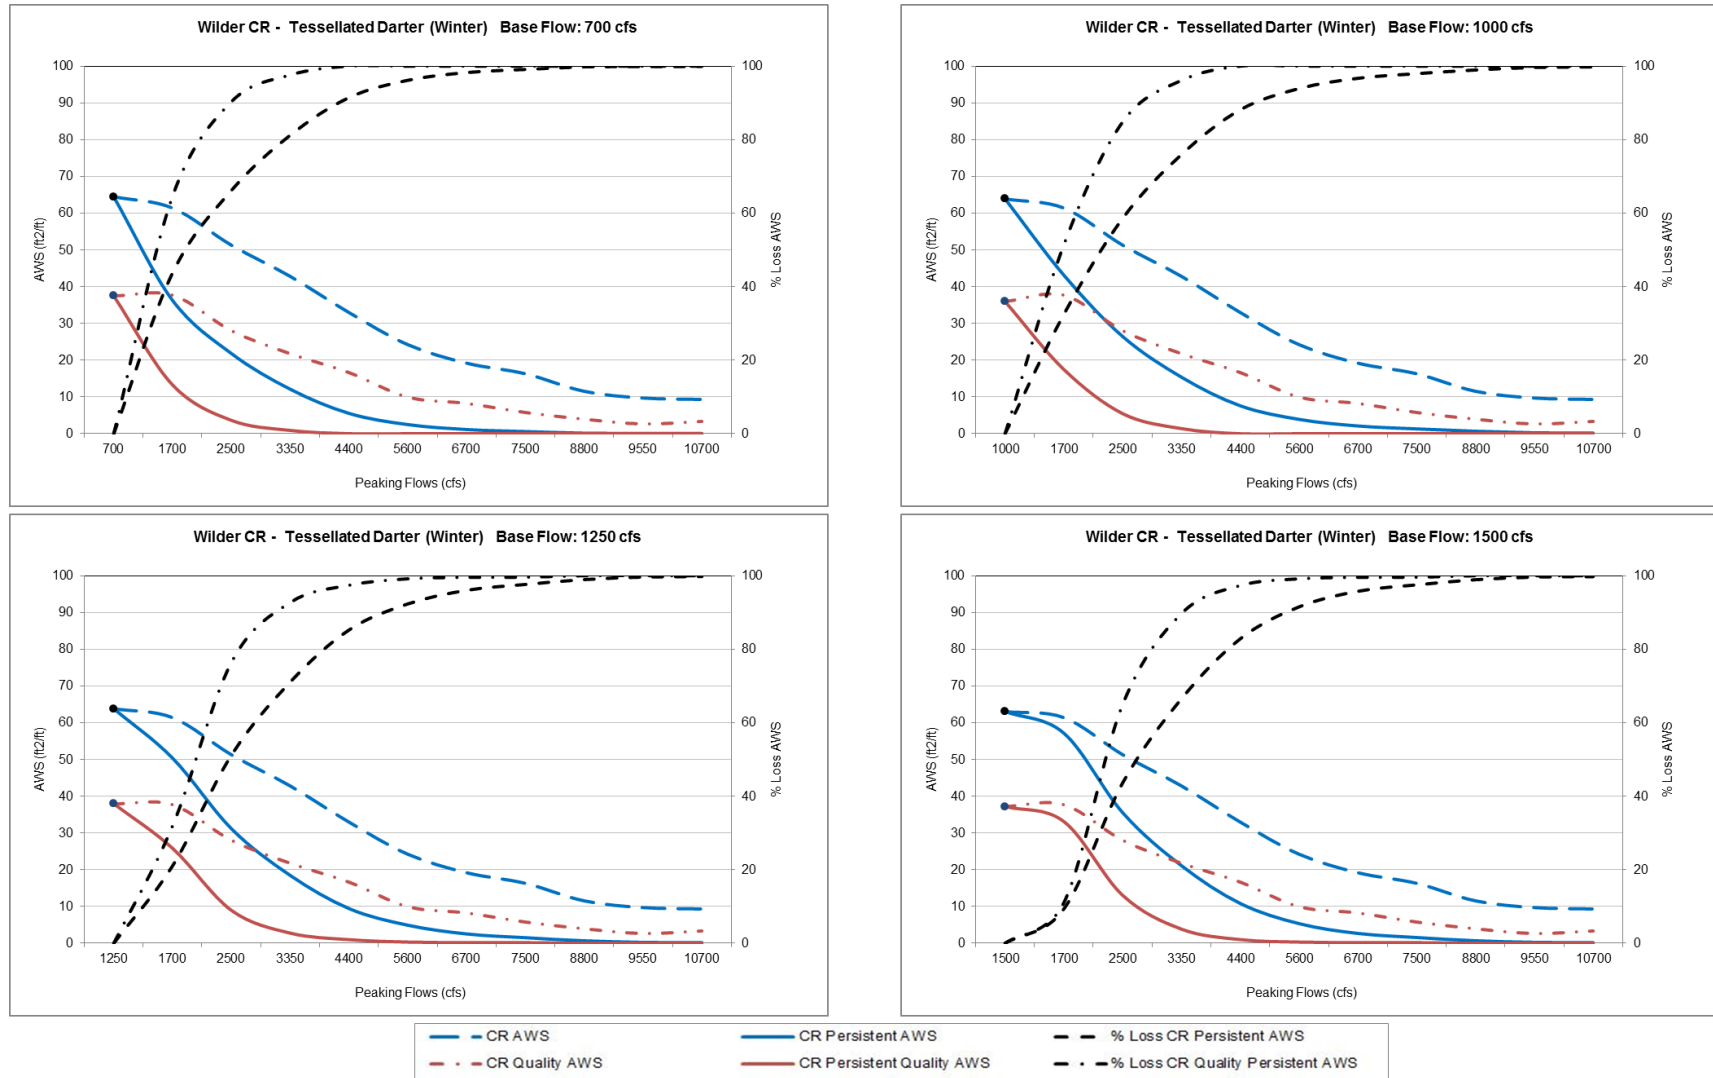 Wilder CR - Tessellated Darter (Winter) Base Flow: 700 cfs
100 100
90
80 80
70
60 60
50
40 40
30
20 20
10
0 0
AWS (ft2/ft)
% Loss AWS
700 1700 2500 3350 4400 5600 6700 7500 8800 9550 10700
Peaking Flows (cfs)
Wilder CR - Tessellated Darter (Winter) Base Flow: 1000 cfs
100 100
90
80 80
70
60 60
50
40 40
30
20 20
10
0 0
AWS (ft2/ft)
% Loss AWS
1000 1700 2500 3350 4400 5600 6700 7500 8800 9550 10700
Peaking Flows (cfs)
Wilder CR - Tessellated Darter (Winter) Base Flow: 1250 cfs
100 100
90
80 80
70
60 60
50
40 40
30
20 20
10
0 0
AWS (ft2/ft)
% Loss AWS
1250 1700 2500 3350 4400 5600 6700 7500 8800 9550 10700
Peaking Flows (cfs)
Wilder CR - Tessellated Darter (Winter) Base Flow: 1500 cfs
100 100
90
80 80
70
60 60
50
40 40
30
20 20
10
0 0
AWS (ft2/ft)
% Loss AWS
1500 1700 2500 3350 4400 5600 6700 7500 8800 9550 10700
Peaking Flows (cfs)
CR AWS CR Persistent AWS % Loss CR Persistent AWS
CR Quality AWS CR Persistent Quality AWS % Loss CR Quality Persistent AWS